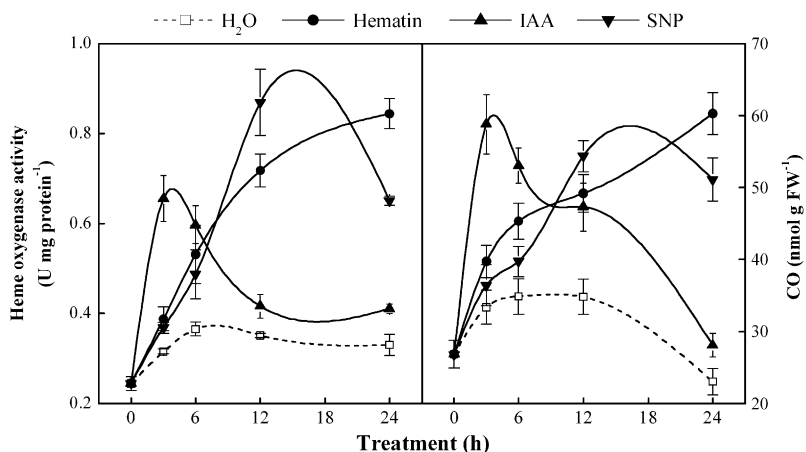 H₂O Hematin IAA SNP
Heme oxygenase activity
(U mg protein⁻¹)
1.0
0.8
0.6
0.4
0.2
0 6 12 18 24
0 6 12 18 24
70
60
50
40
30
20
CO (nmol g FW⁻¹)
Treatment (h)